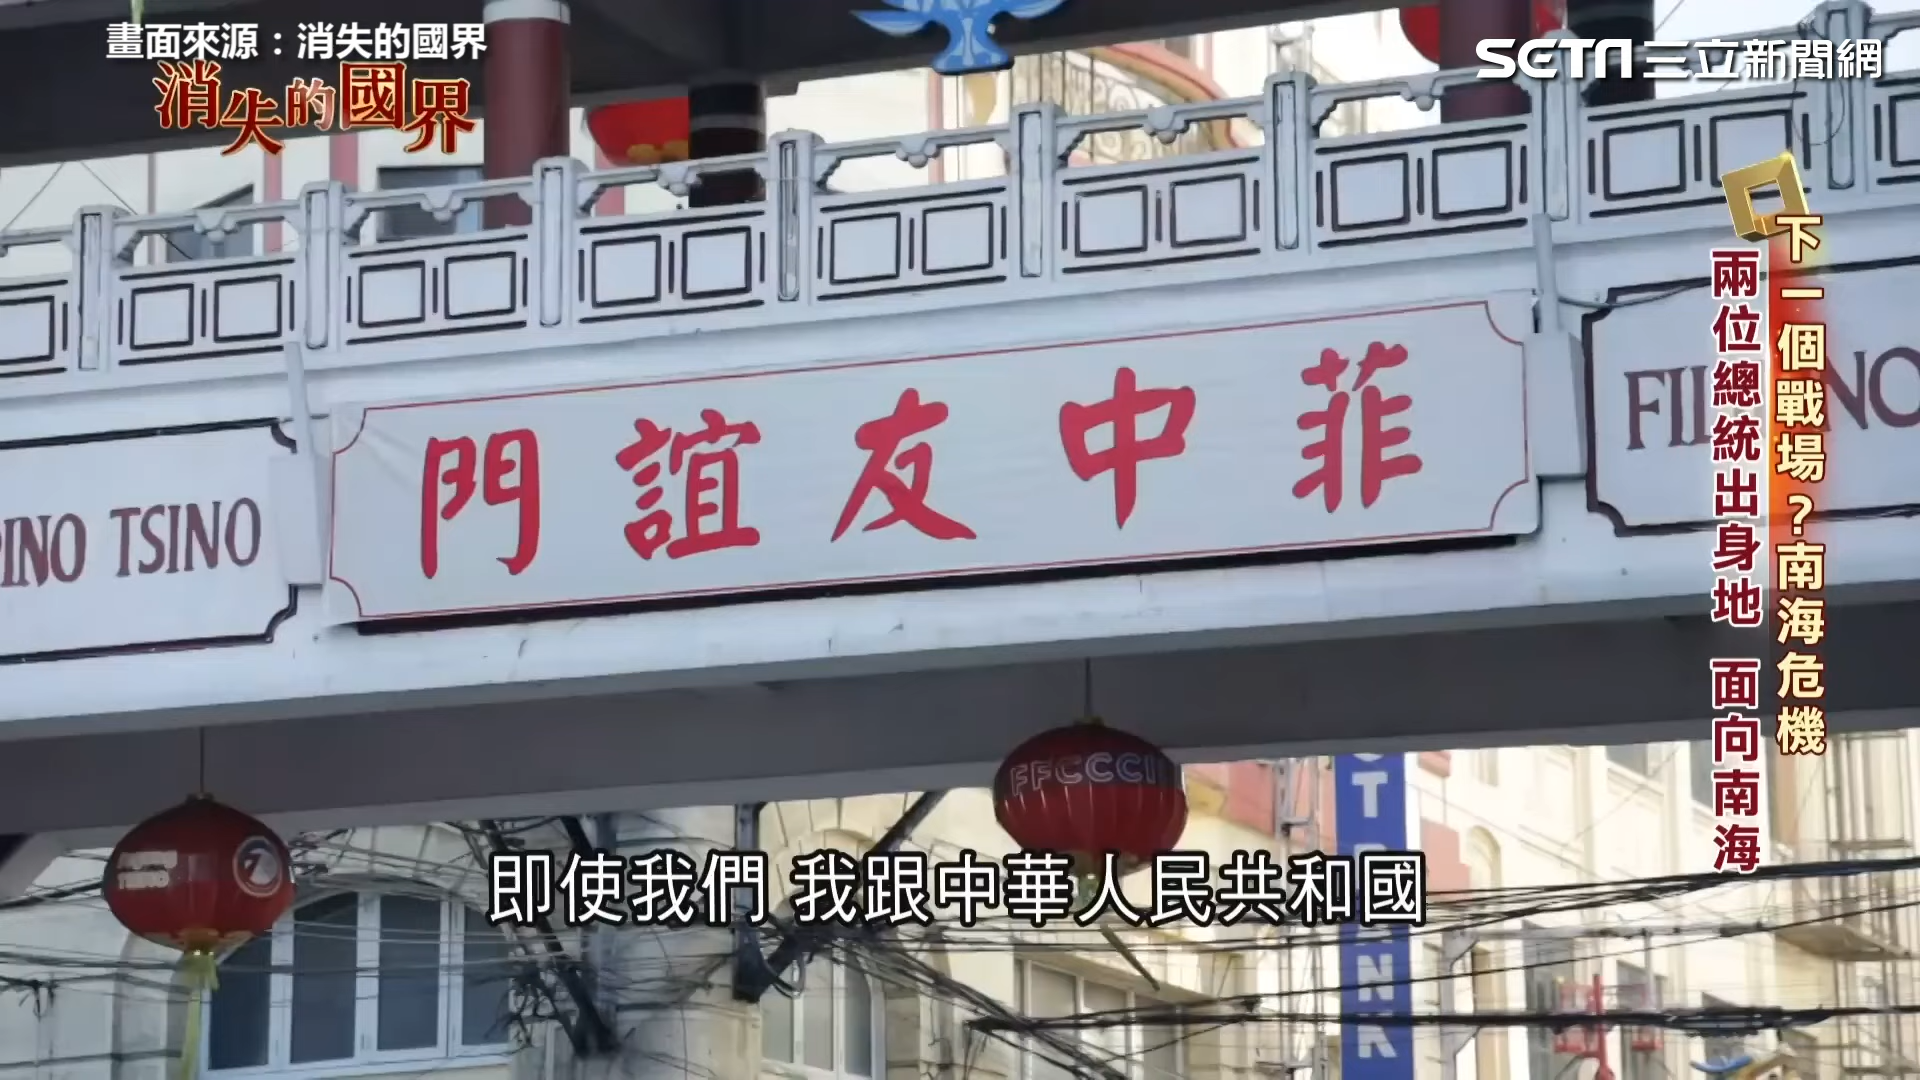 畫面來源：消失的國界
消失的國界
SETN三立新聞網
下一個戰場？南海危機
兩位總統出身地 面向南海
門誼友中菲
PINO TSINO
FFCCCII
即使我們 我跟中華人民共和國